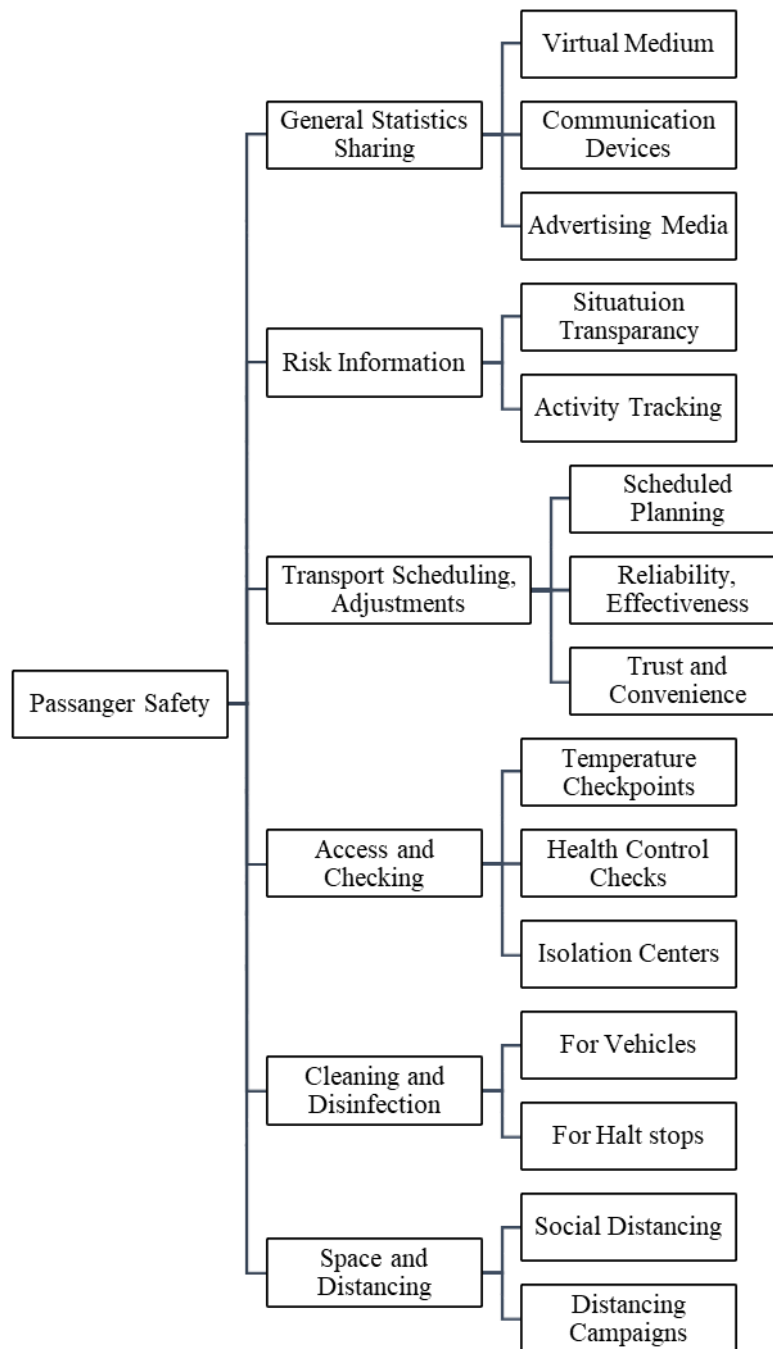 Virtual Medium
General Statistics
Sharing
Communication
Devices
Advertising Media
Risk Information
Situatuion
Transparancy
Activity Tracking
Transport Scheduling,
Adjustments
Scheduled
Planning
Reliability,
Effectiveness
Trust and
Convenience
Passanger Safety
Access and
Checking
Temperature
Checkpoints
Health Control
Checks
Isolation Centers
Cleaning and
Disinfection
For Vehicles
For Halt stops
Space and
Distancing
Social Distancing
Distancing
Campaigns